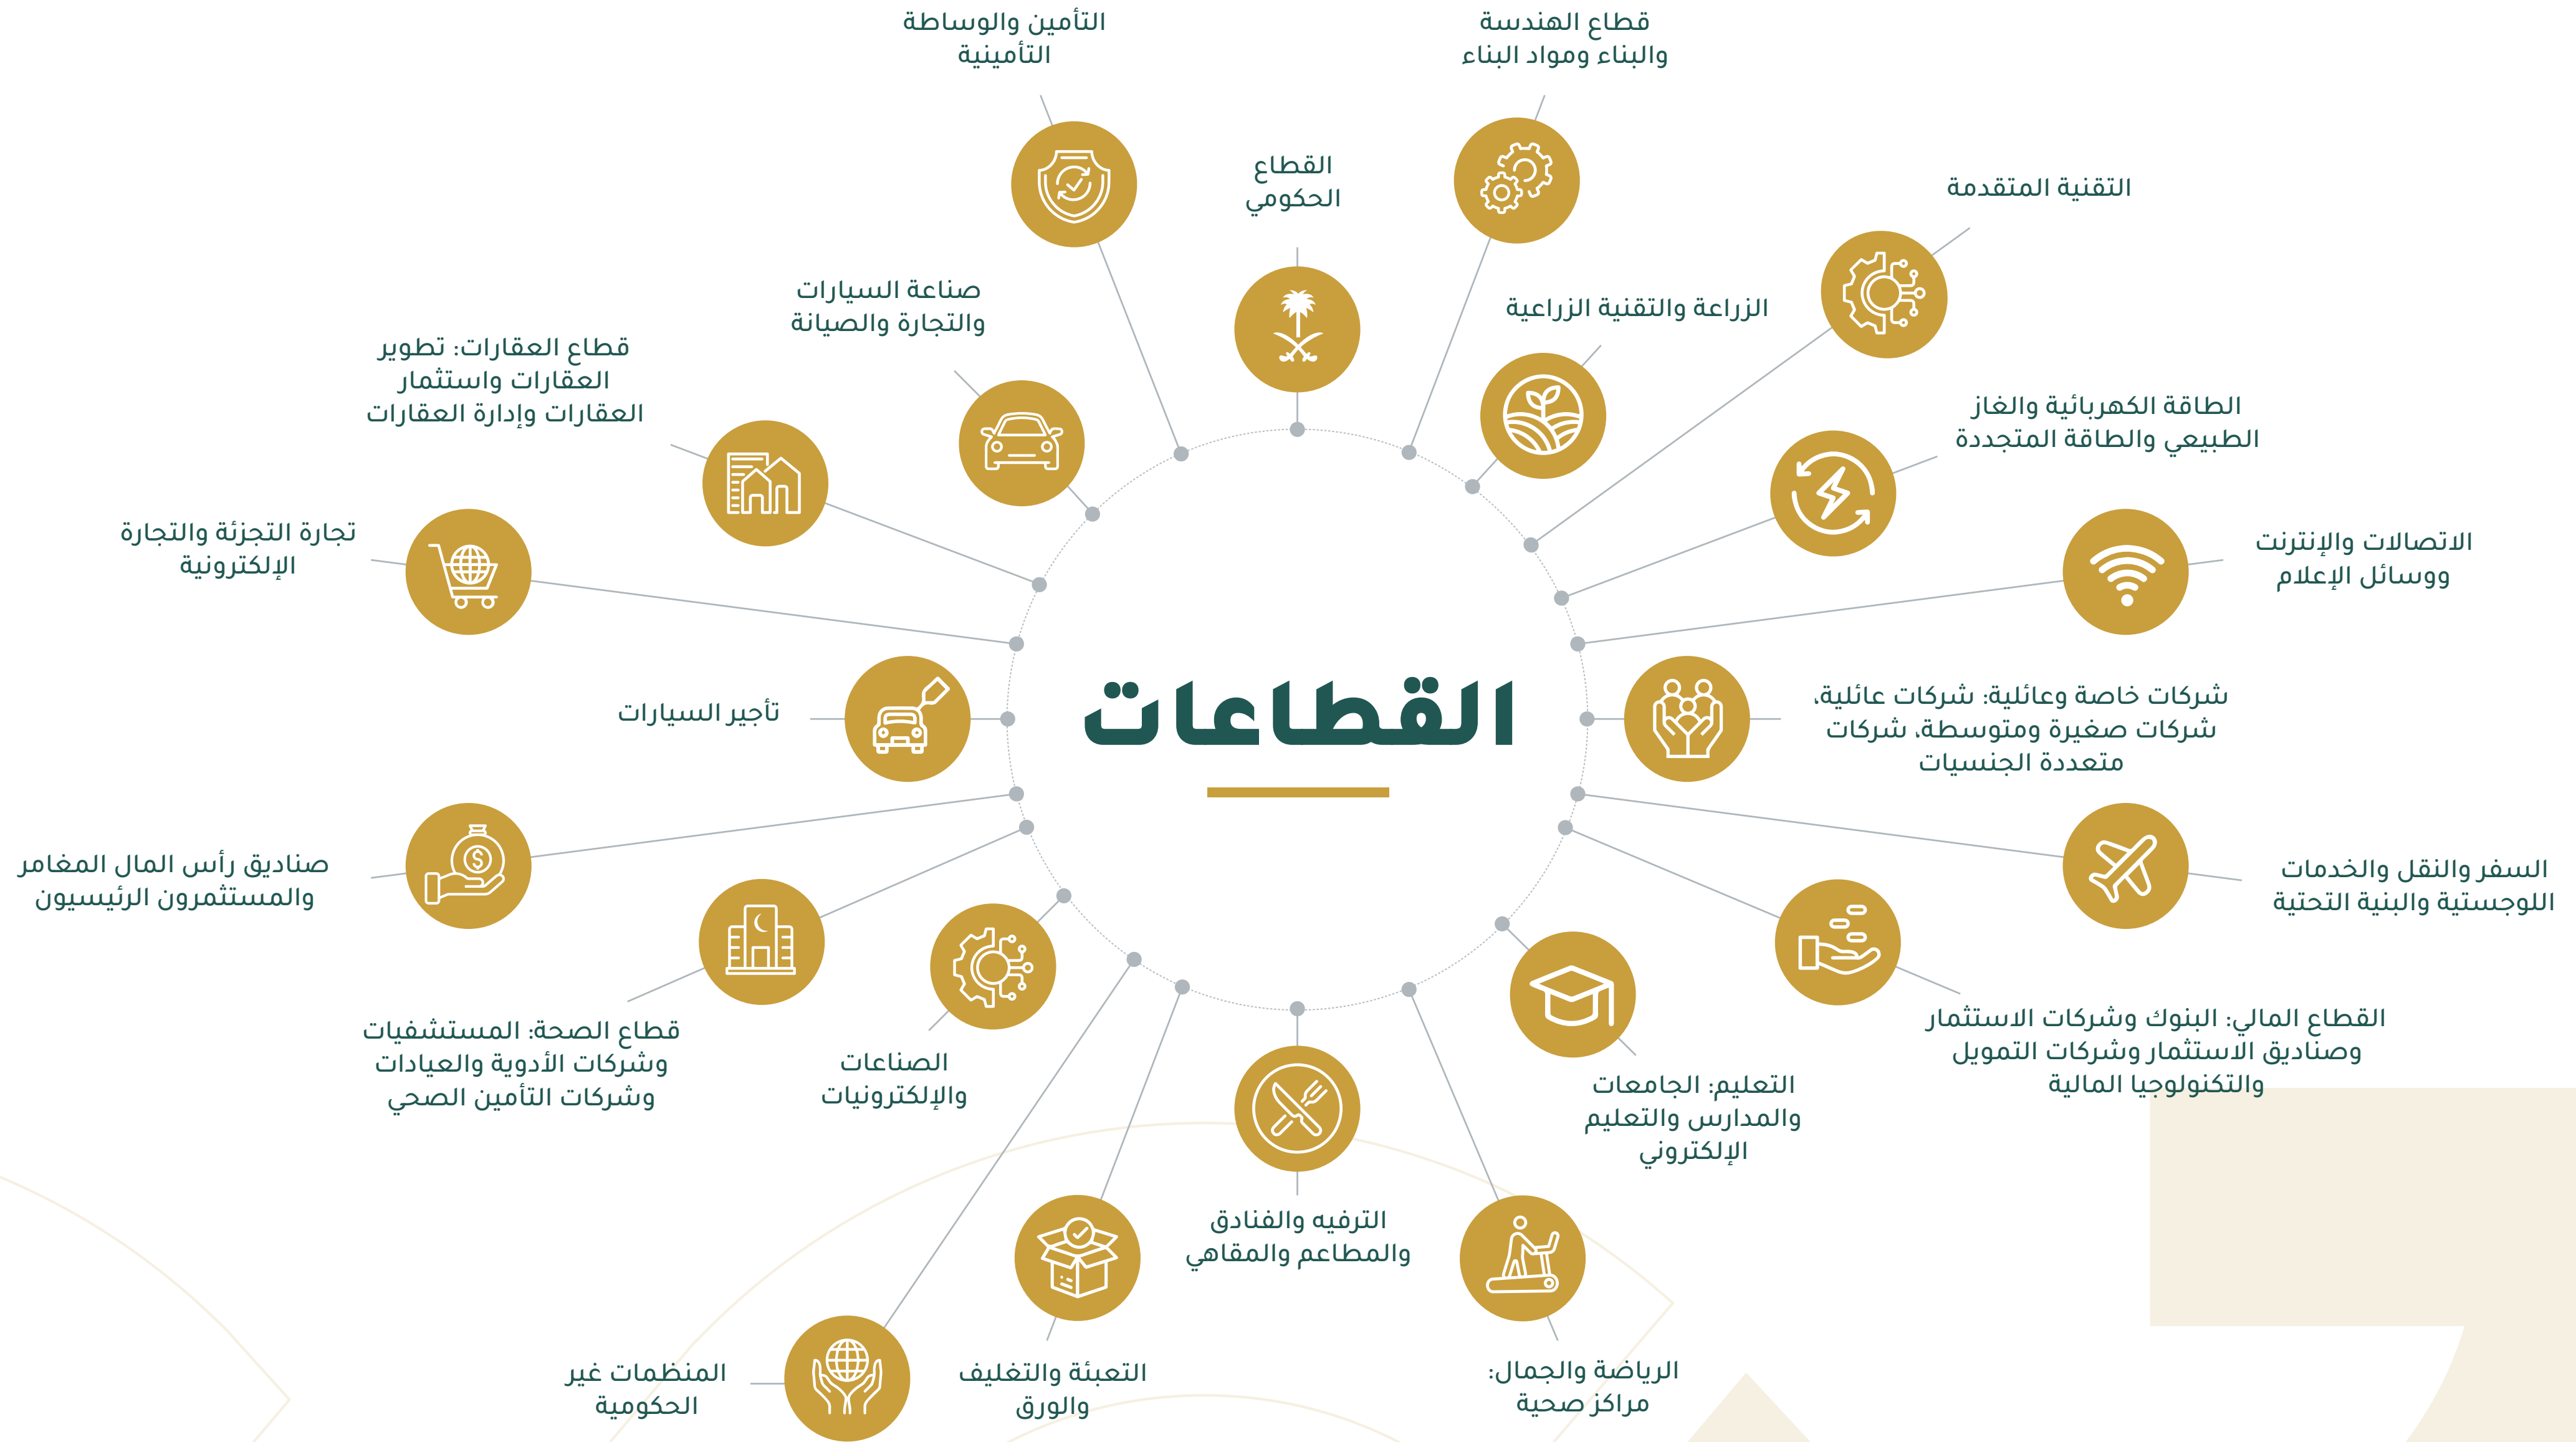 التأمين والوساطة
التأمينية
قطاع الهندسة
والبناء ومواد البناء
القطاع
الحكومي
التقنية المتقدمة
صناعة السيارات
والتجارة والصيانة
الزراعة والتقنية الزراعية
قطاع العقارات: تطوير
العقارات واستثمار
العقارات وإدارة العقارات
الطاقة الكهربائية والغاز
الطبيعي والطاقة المتجددة
تجارة التجزئة والتجارة
الإلكترونية
الاتصالات والإنترنت
ووسائل الإعلام
القطاعات
شركات خاصة وعائلية: شركات عائلية،
شركات صغيرة ومتوسطة، شركات
متعددة الجنسيات
تأجير السيارات
السفر والنقل والخدمات
اللوجستية والبنية التحتية
صناديق رأس المال المغامر
والمستثمرون الرئيسيون
القطاع المالي: البنوك وشركات الاستثمار
وصناديق الاستثمار وشركات التمويل
والتكنولوجيا المالية
قطاع الصحة: المستشفيات
وشركات الأدوية والعيادات
وشركات التأمين الصحي
الصناعات
والإلكترونيات
التعليم: الجامعات
والمدارس والتعليم
الإلكتروني
الترفيه والفنادق
والمطاعم والمقاهي
الرياضة والجمال:
مراكز صحية
التعبئة والتغليف
والورق
المنظمات غير
الحكومية